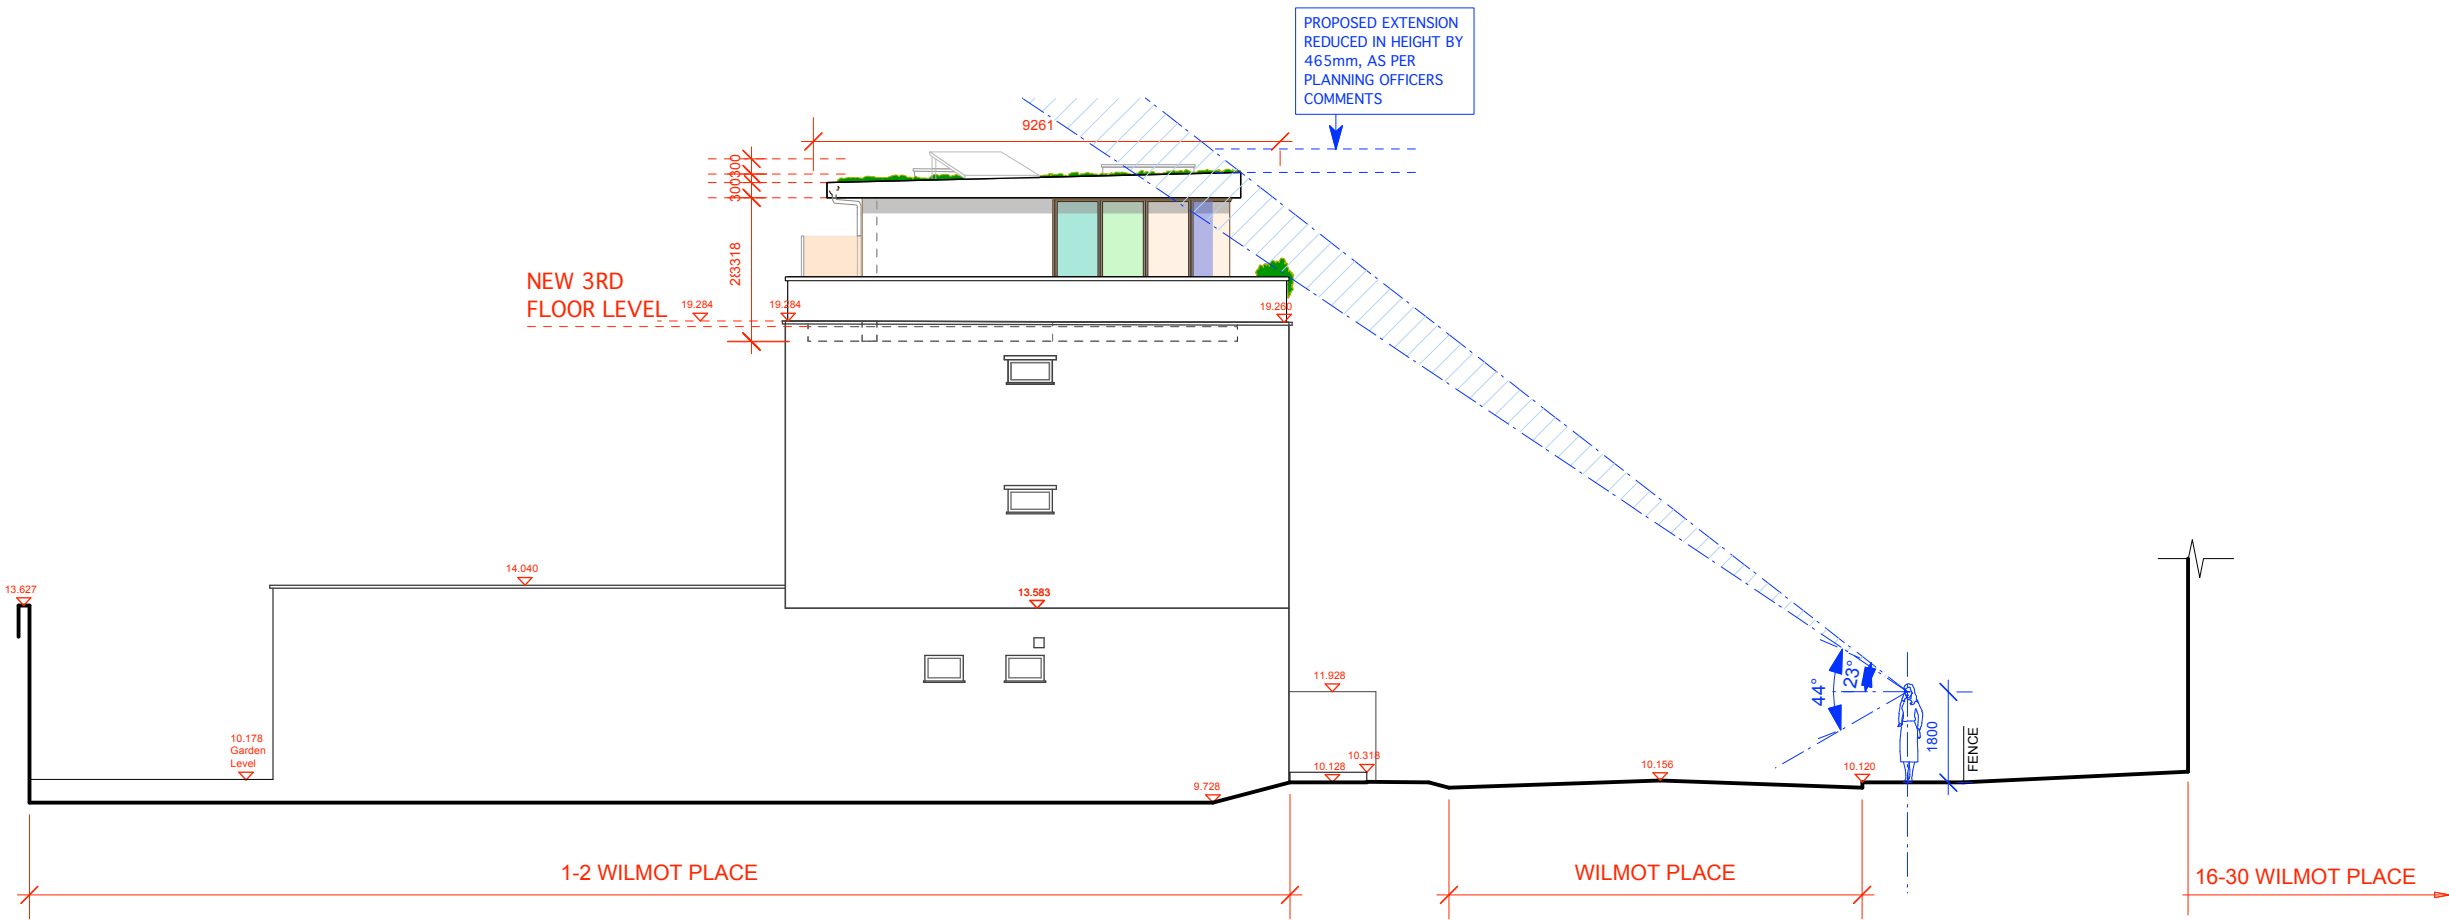 PROPOSED EXTENSION
REDUCED IN HEIGHT BY
465mm, AS PER
PLANNING OFFICERS
COMMENTS
9261
300
300
3318
NEW 3RD
FLOOR LEVEL
19.284
19.284
19.260
14.040
13.627
13.583
11.928
10.178
Garden
Level
10.318
10.128
9.728
10.156
10.120
44°
23°
1800
FENCE
1-2 WILMOT PLACE
WILMOT PLACE
16-30 WILMOT PLACE